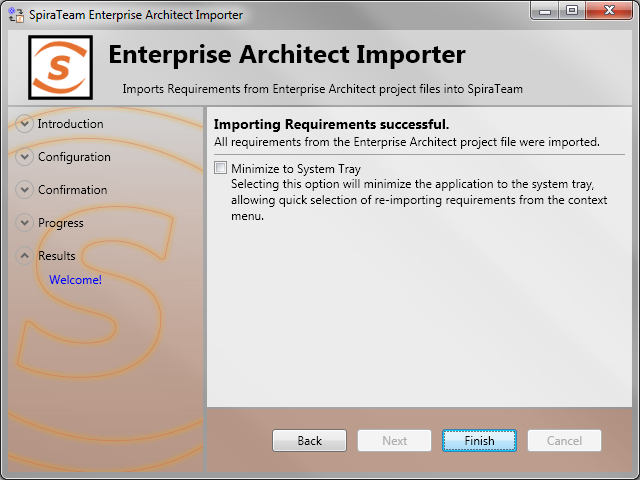 SpiraTeam Enterprise Architect Importer
Enterprise Architect Importer
Imports Requirements from Enterprise Architect project files into SpiraTeam
Introduction
Configuration
Confirmation
Progress
Results
Welcome!
Importing Requirements successful.
All requirements from the Enterprise Architect project file were imported.
Minimize to System Tray
Selecting this option will minimize the application to the system tray,
allowing quick selection of re-importing requirements from the context
menu.
Back
Next
Finish
Cancel